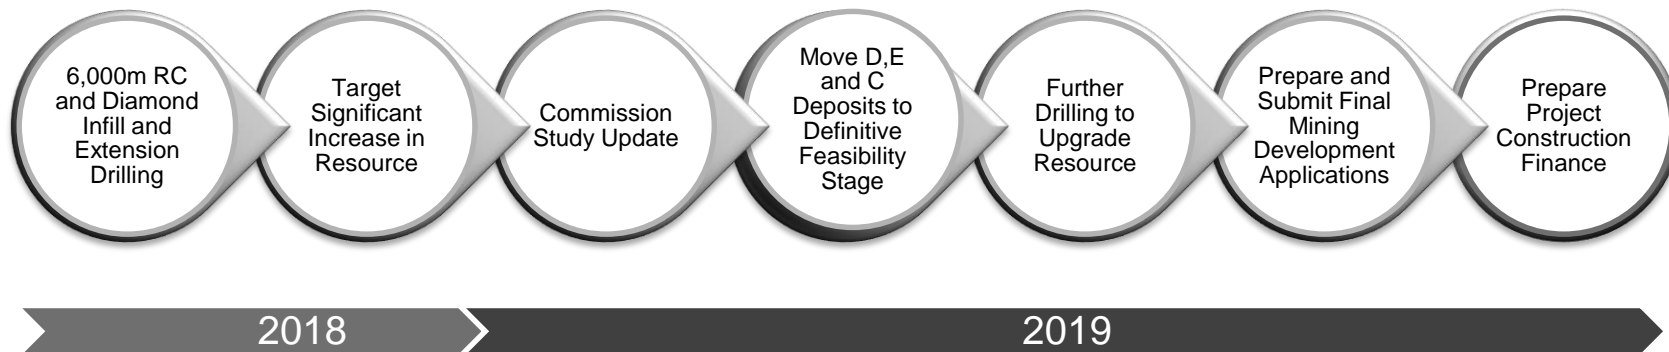 6,000m RC
and Diamond
Infill and
Extension
Drilling
Target
Significant
Increase in
Resource
Commission
Study Update
Move D,E
and C
Deposits to
Definitive
Feasibility
Stage
Further
Drilling to
Upgrade
Resource
Prepare and
Submit Final
Mining
Development
Applications
Prepare
Project
Construction
Finance
2018
2019